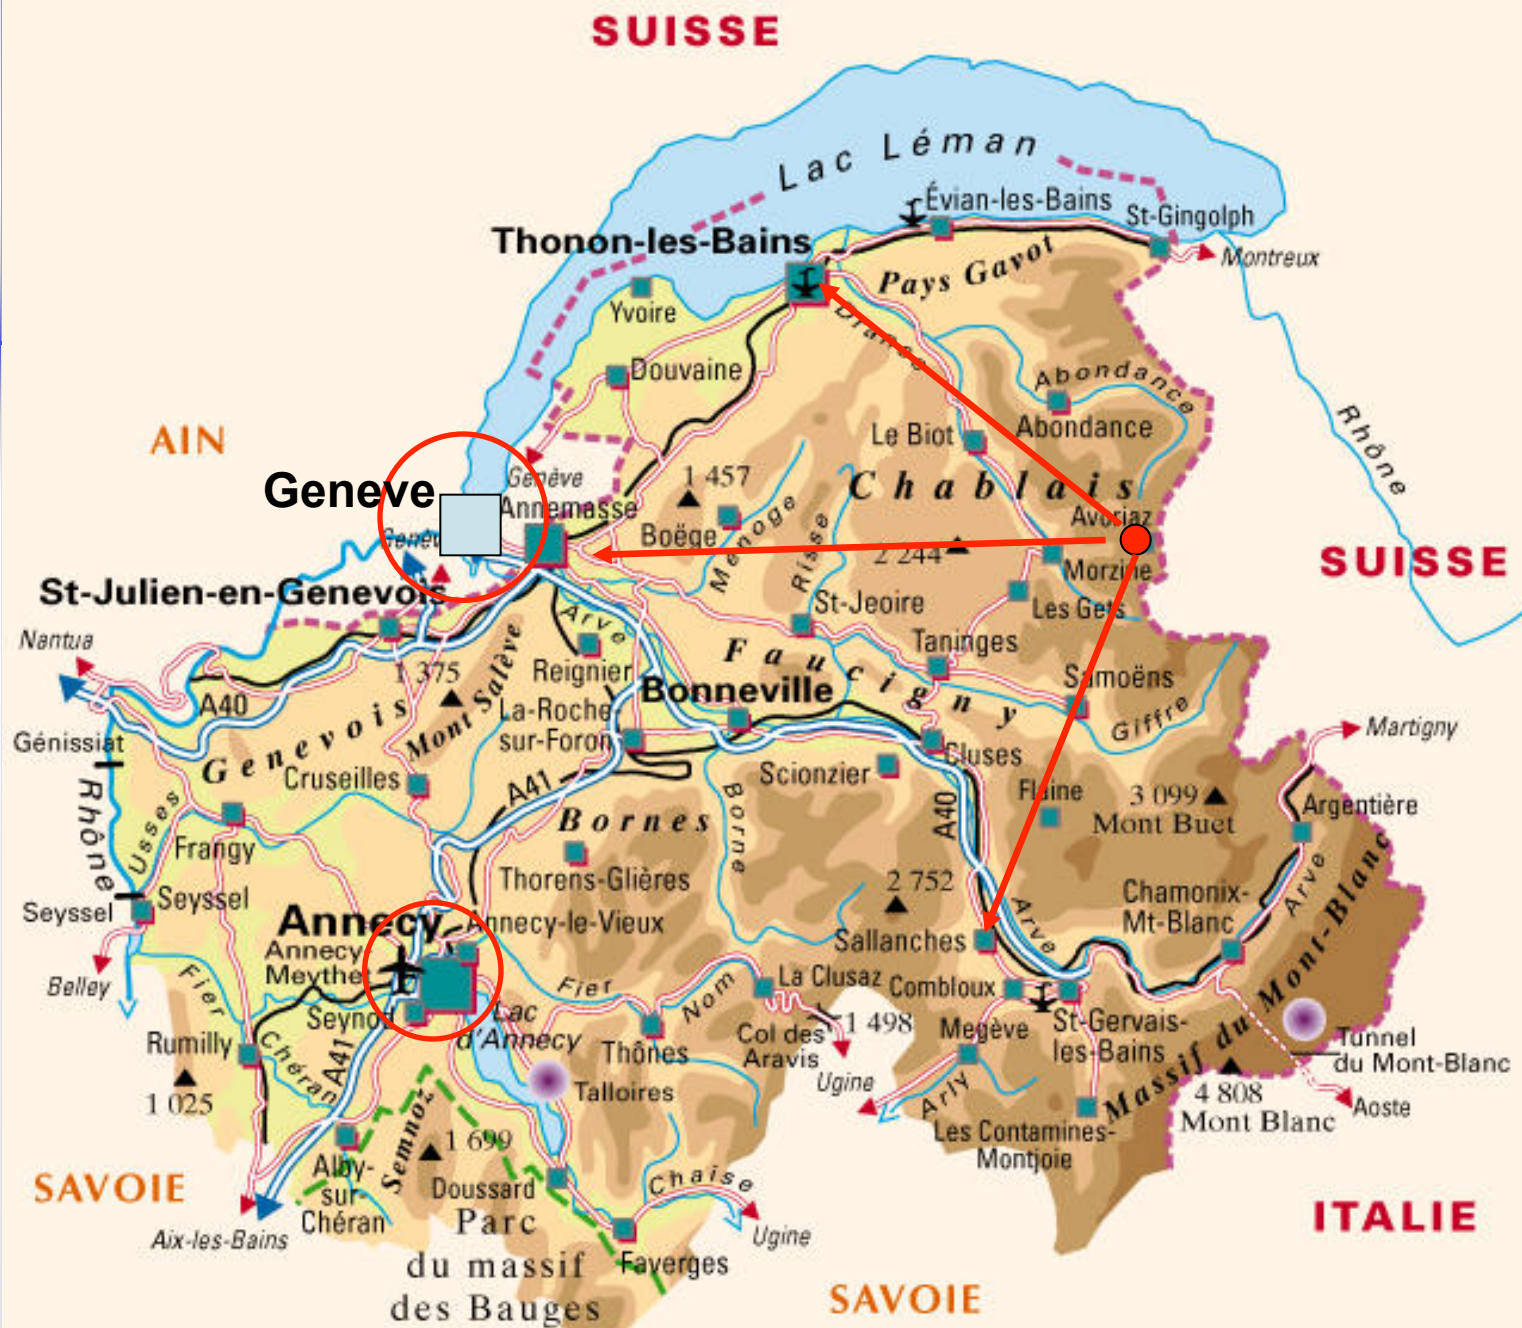 SUISSE
Lac Léman
Évian-les-Bains
St-Gingolph
Thonon-les-Bains
Montreux
Pays Gavot
Yvoire
Dranse
Douvaine
Abondance
Abondance
Rhône
AIN
Le Biot
Geneve
Genève
1 457
Chablais
Annemasse
Avoriaz
Boëge
Menoge
Risse
2 244
SUISSE
Morzine
St-Julien-en-Genevois
Les Gets
St-Jeoire
Arve
Nantua
Taninges
Faucigny
Reignier
1 375
Mont Salève
Samoëns
Bonneville
A40
Giffre
La-Roche-
sur-Foron
Genevois
Martigny
Génissiat
Cluses
Scionzier
Cruseilles
A41
Flaine
3 099
Mont Buet
Argentière
Rhône
Usses
Bornes
Borne
A40
Frangy
Thorens-Glières
2 752
Chamonix-
Mt-Blanc
Arve
Seyssel
Seyssel
Annecy
Annecy-le-Vieux
Arve
Sallanches
Annecy
Meythet
Belley
Fier
Fier
Nom
La Clusaz
Combloux
Seynod
Lac
d'Annecy
Col des
Aravis
1 498
Megève
St-Gervais-
les-Bains
Massif du Mont-Blanc
Tunnel
du Mont-Blanc
Rumilly
Chéran
A41
Thônes
Ugine
Arly
4 808
Mont Blanc
Aoste
1 025
Talloires
Semnoz
1 699
Les Contamines-
Montjoie
SAVOIE
Alby-
sur-
Chéran
Doussard
Chaise
Aix-les-Bains
Parc
du massif
des Bauges
Ugine
Faverges
ITALIE
SAVOIE